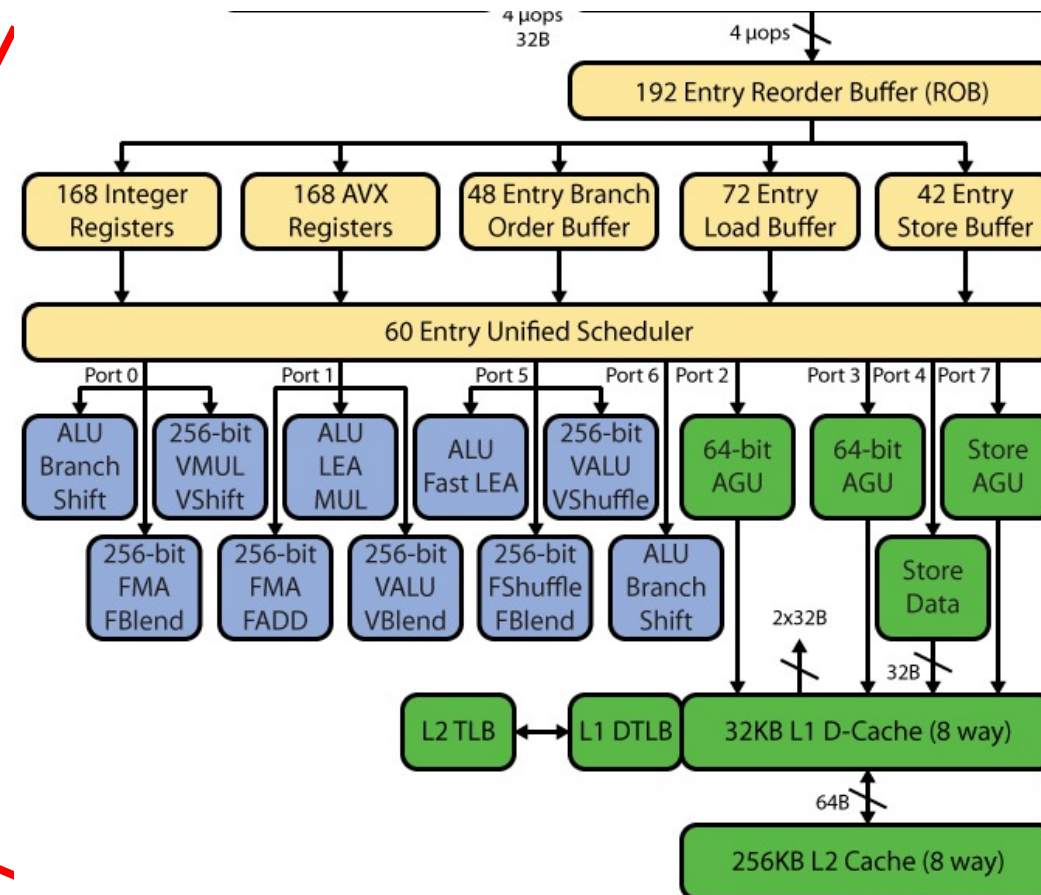 4 µops
32B
4 µops
192 Entry Reorder Buffer (ROB)
168 Integer
Registers
168 AVX
Registers
48 Entry Branch
Order Buffer
72 Entry
Load Buffer
42 Entry
Store Buffer
60 Entry Unified Scheduler
Port 0
Port 1
Port 5
Port 6
Port 2
Port 3
Port 4
Port 7
ALU
Branch
Shift
256-bit
VMUL
VShift
ALU
LEA
MUL
ALU
Fast LEA
256-bit
VALU
VShuffle
64-bit
AGU
64-bit
AGU
Store
AGU
256-bit
FMA
FBlend
256-bit
FMA
FADD
256-bit
VALU
VBlend
256-bit
FShuffle
FBlend
ALU
Branch
Shift
Store
Data
2x32B
32B
L2 TLB
L1 DTLB
32KB L1 D-Cache (8 way)
64B
256KB L2 Cache (8 way)